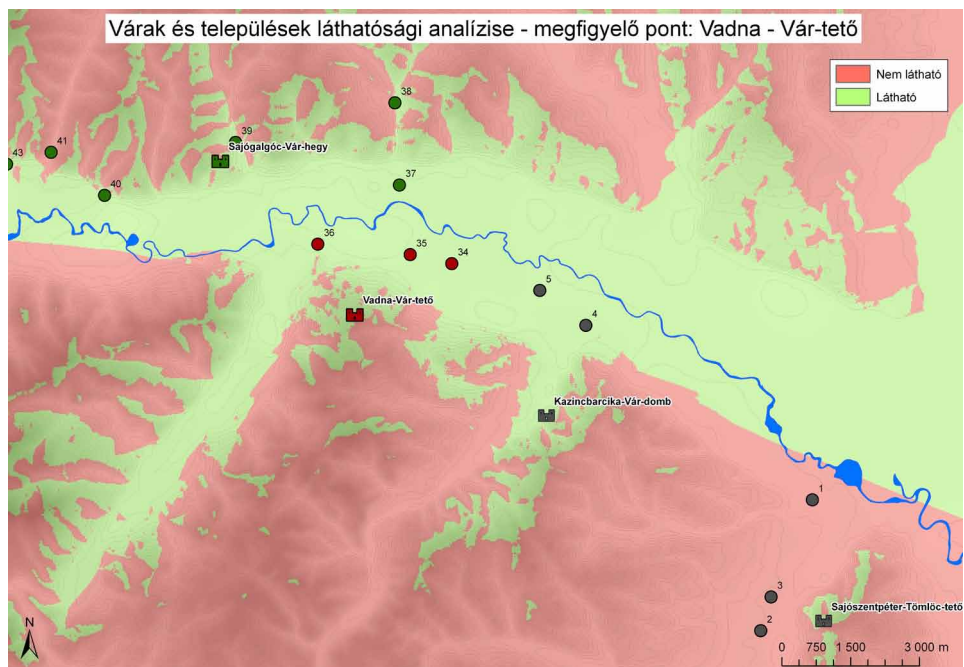 Várak és települések láthatósági analízise - megfigyelő pont: Vadna - Vár-tető
Nem látható
Látható
38
39
Sajógalgóc-Vár-hegy
41
43
40
37
36
35
34
5
Vadna-Vár-tető
4
Kazincbarcika-Vár-domb
1
3
Sajószentpéter-Tömlöc-tető
2
N
0 750 1 500 3 000 m